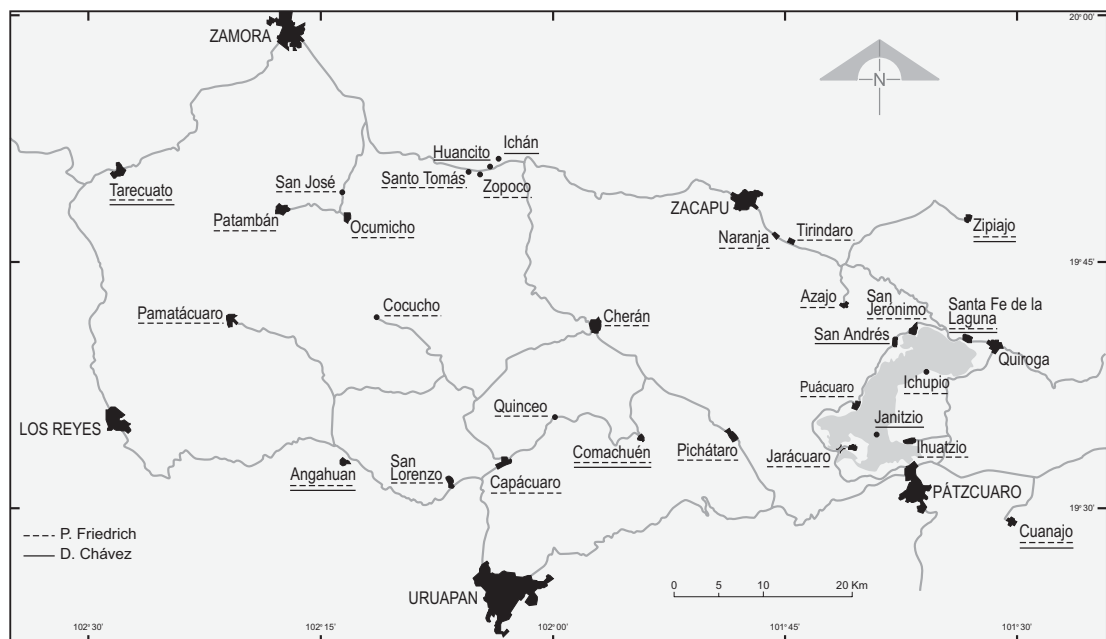 20° 00'
ZAMORA
N
Ichán
Huancito
Santo Tomás
Zopoco
Tarecuato
San José
Patambán
Ocumicho
ZACAPU
Naranja
Tirindaro
Zipiajo
19° 45'
Azajo
San
Jerónimo
Santa Fe de la
Laguna
San Andrés
Quiroga
Pamatácuaro
Cocucho
Cherán
Ichupio
Puácuaro
LOS REYES
Quinceo
Janitzio
Comachuén
Pichátaro
Jarácuaro
Ihuatzio
Angahuan
San
Lorenzo
Capácuaro
PÁTZCUARO
19° 30'
P. Friedrich
D. Chávez
Cuanajo
URUAPAN
0 5 10 20 Km
102° 30' 102° 15' 102° 00' 101° 45' 101° 30'